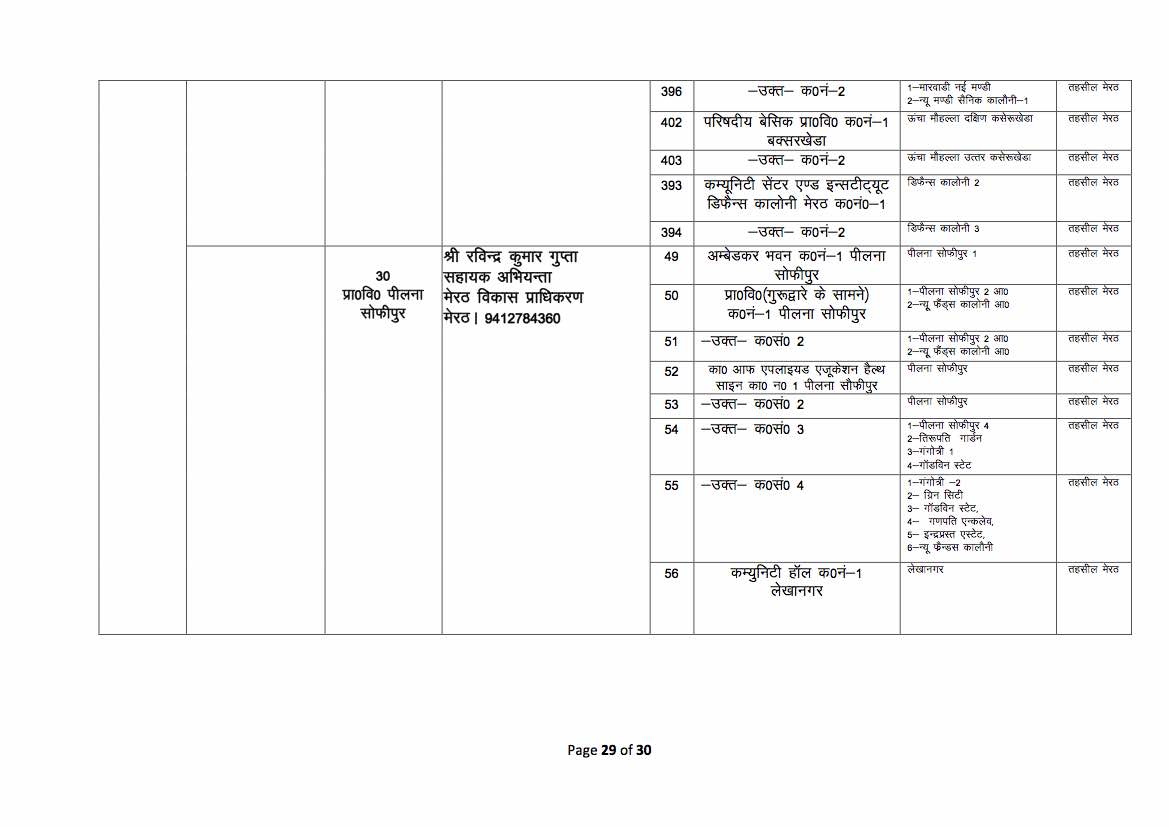 396 –उक्त– क0नं–2 1–मारवाडी नई मण्डी तहसील मेरठ
2–न्यू मण्डी सैनिक कालौनी–1
402 परिषदीय बेसिक प्रा0वि0 क0नं–1 ऊंचा मौहल्ला दक्षिण कसेरूखेडा तहसील मेरठ
बक्सरखेडा
403 –उक्त– क0नं–2 ऊंचा मौहल्ला उत्तर कसेरूखेडा तहसील मेरठ
393 कम्यूनिटी सेंटर एण्ड इन्सटीट्यूट डिफैन्स कालोनी 2 तहसील मेरठ
डिफैन्स कालोनी मेरठ क0नं0–1
394 –उक्त– क0नं–2 डिफैन्स कालोनी 3 तहसील मेरठ
30
प्रा0वि0 पीलना
सोफीपुर
श्री रविन्द्र कुमार गुप्ता
सहायक अभियन्ता
मेरठ विकास प्राधिकरण
मेरठ। 9412784360
49 अम्बेडकर भवन क0नं–1 पीलना पीलना सोफीपुर 1 तहसील मेरठ
सोफीपुर
50 प्रा0वि0(गुरूद्वारे के सामने) 1–पीलना सोफीपुर 2 आ0 तहसील मेरठ
क0नं–1 पीलना सोफीपुर 2–न्यू फैंड्स कालोनी आ0
51 –उक्त– क0सं0 2 1–पीलना सोफीपुर 2 आ0 तहसील मेरठ
2–न्यू फैंड्स कालोनी आ0
52 का0 आफ एपलाइयड एजूकेशन हैल्थ पीलना सोफीपुर तहसील मेरठ
साइन का0 न0 1 पीलना सौफीपुर
53 –उक्त– क0सं0 2 पीलना सोफीपुर तहसील मेरठ
54 –उक्त– क0सं0 3 1–पीलना सोफीपुर 4 तहसील मेरठ
2–तिरूपति गार्डन
3–गंगोत्री 1
4–गॉडविन स्टेट
55 –उक्त– क0सं0 4 1–गंगोत्री –2 तहसील मेरठ
2– ग्रिन सिटी
3– गॉडविन स्टेट,
4– गणपति एन्कलेव,
5– इन्द्रप्रस्त एस्टेट,
6–न्यू फैन्डस कालौनी
56 कम्युनिटी हॉल क0नं–1 लेखानगर तहसील मेरठ
लेखानगर
Page 29 of 30